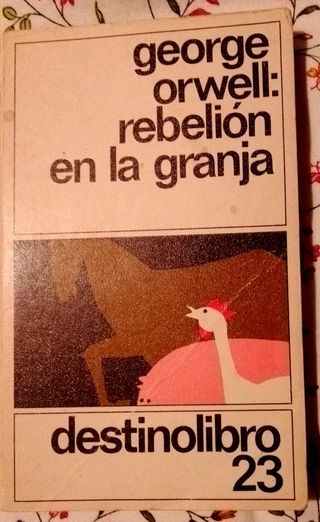 george
orwell:
rebelión
en la granja
destinolibro
23